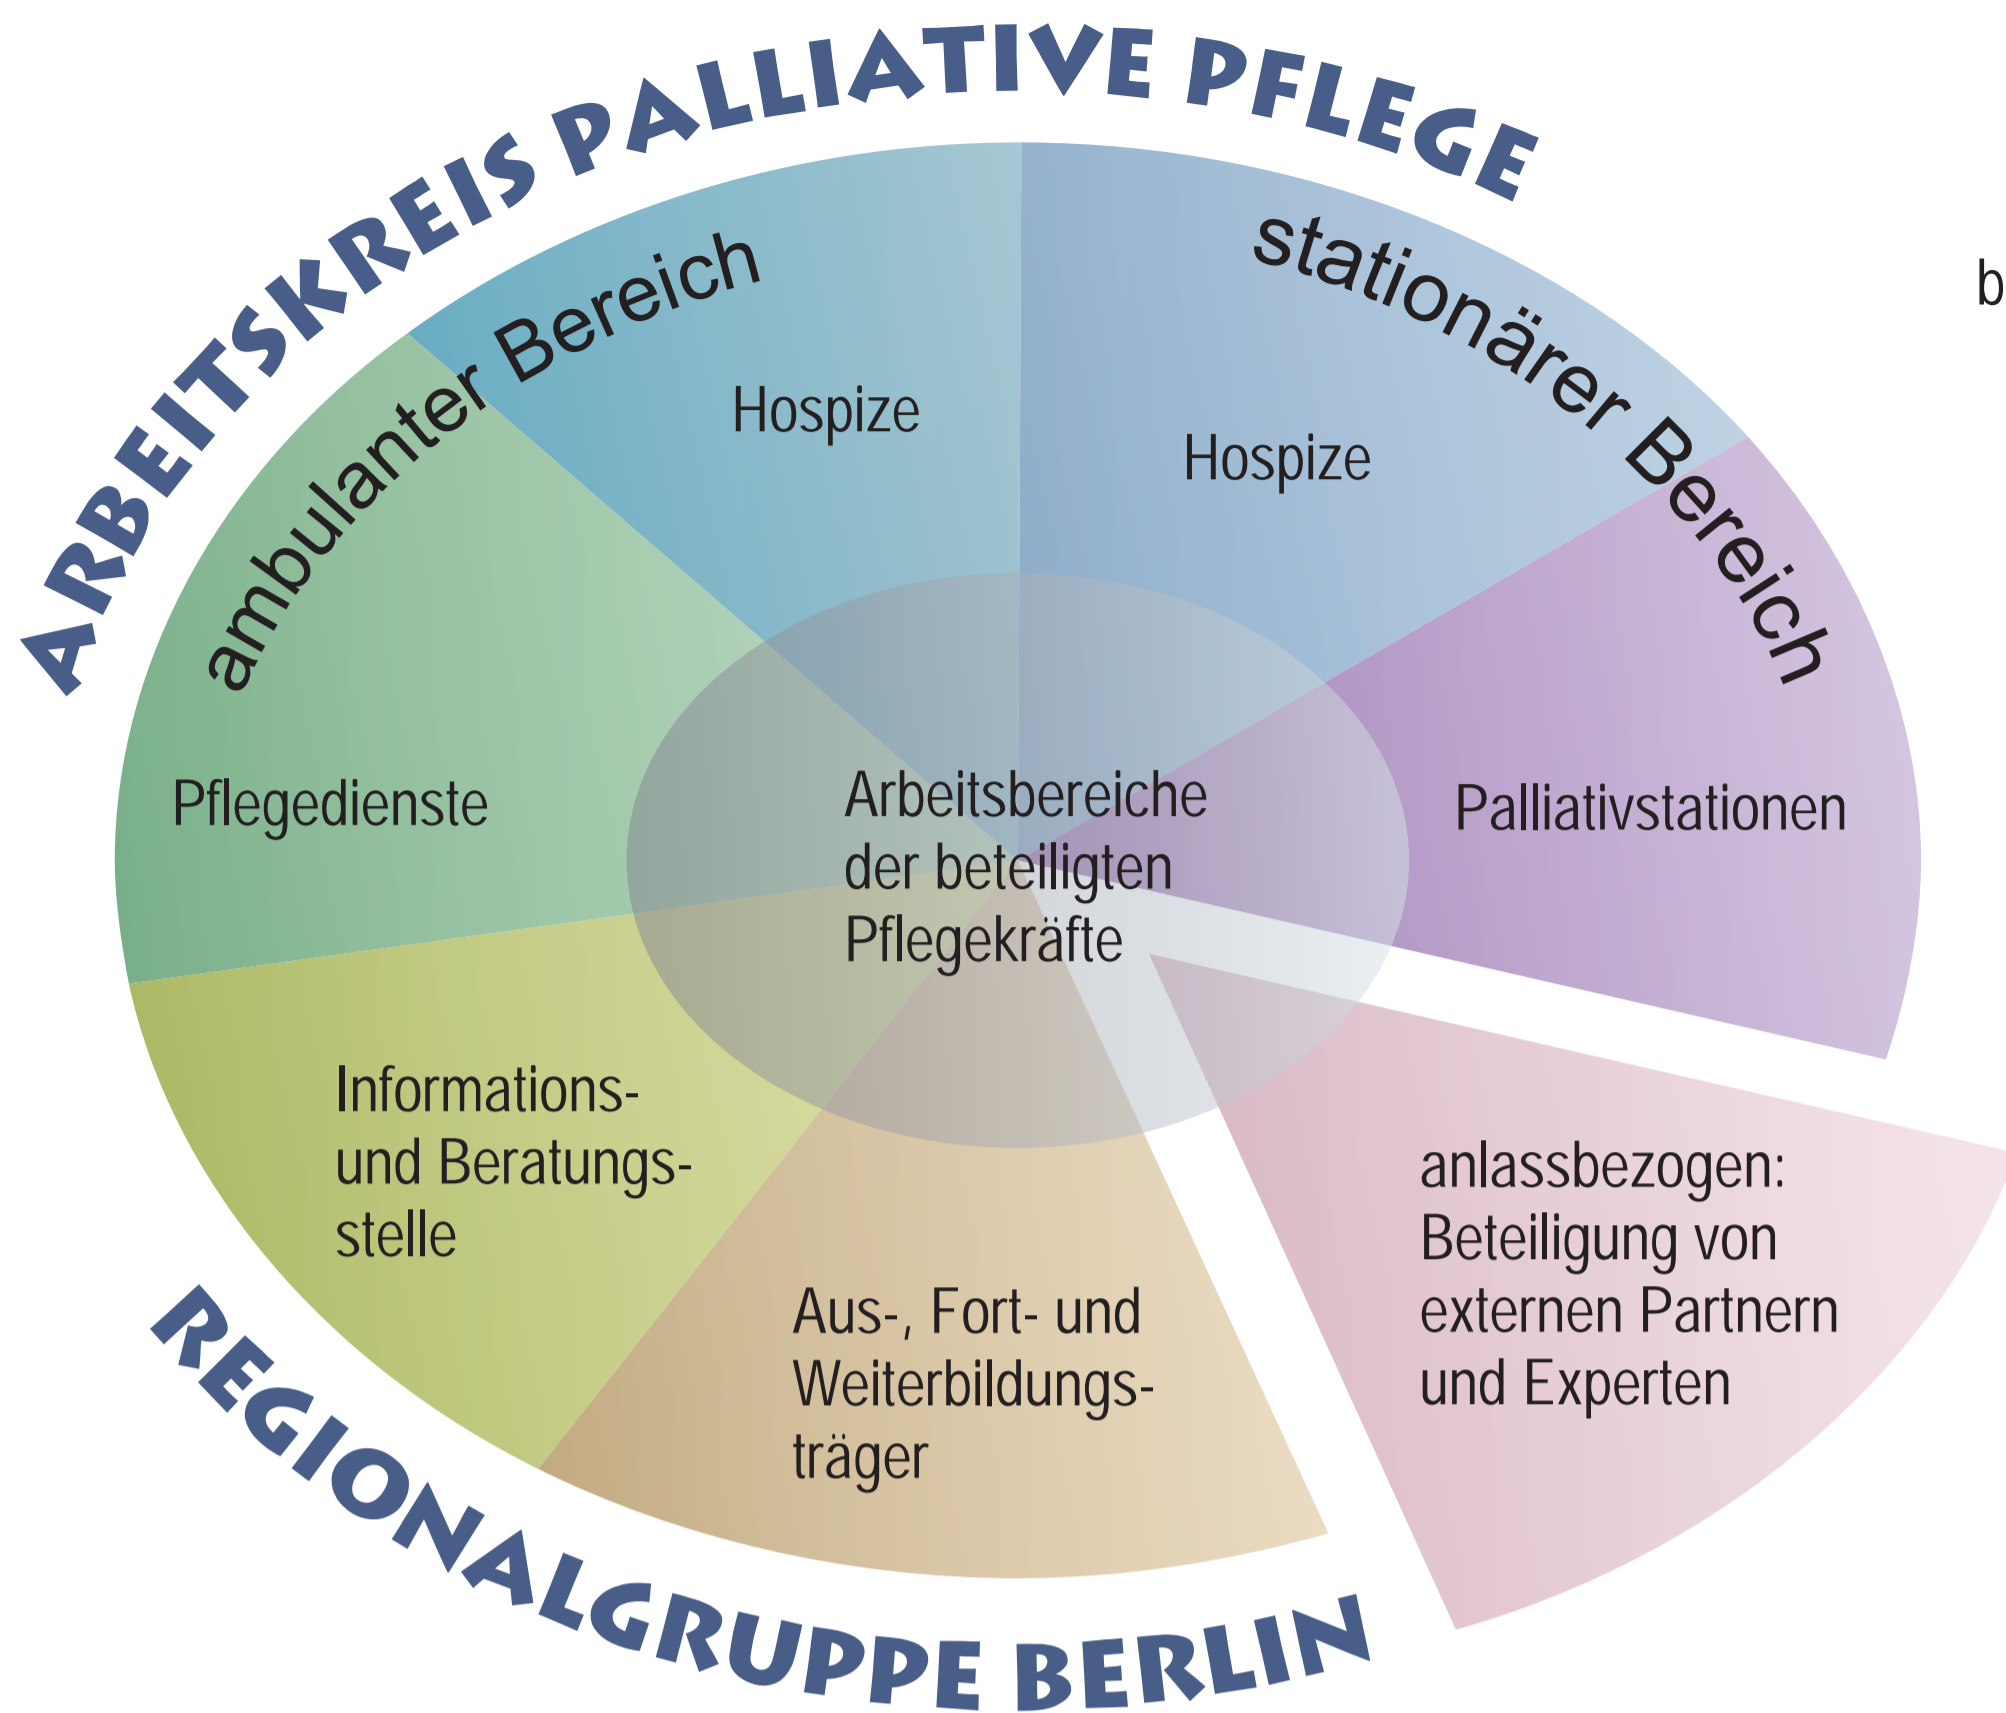 ARBEITSKREIS PALLIATIVE PFLEGE
ambulanter Bereich
stationärer Bereich
b
Hospize
Hospize
Pflegedienste
Arbeitsbereiche
der beteiligten
Pflegekräfte
Palliativstationen
Informations-
und Beratungs-
stelle
Aus-, Fort- und
Weiterbildungs-
träger
anlassbezogen:
Beteiligung von
externen Partnern
und Experten
REGIONALGRUPPE BERLIN